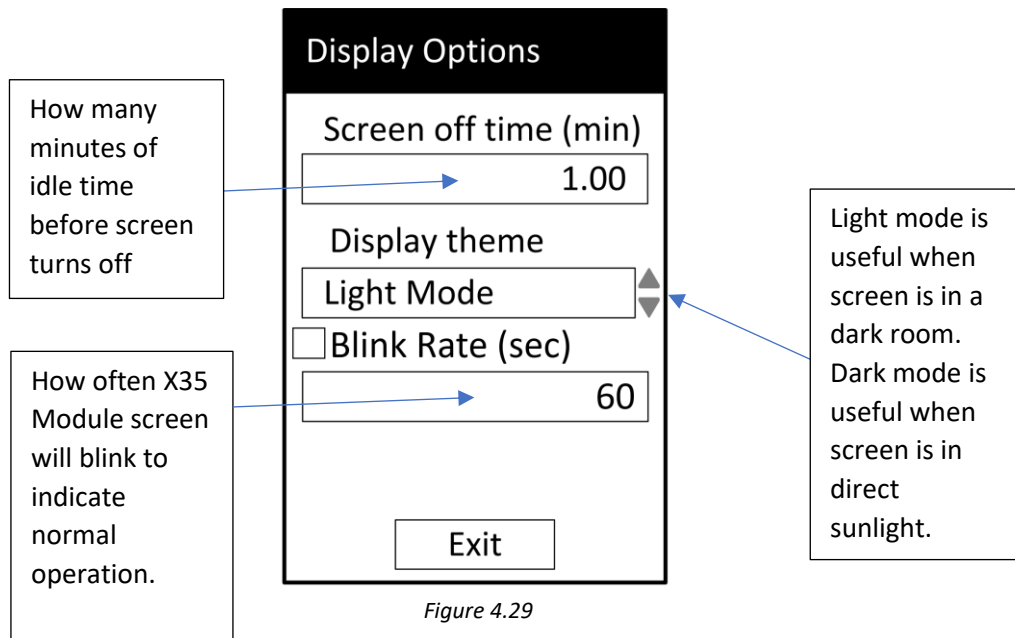 Display Options
How many
minutes of
idle time
before screen
turns off
Screen off time (min)
1.00
Display theme
Light Mode
Light mode is
useful when
screen is in a
dark room.
Dark mode is
useful when
screen is in
direct
sunlight.
Blink Rate (sec)
60
How often X35
Module screen
will blink to
indicate
normal
operation.
Exit
Figure 4.29